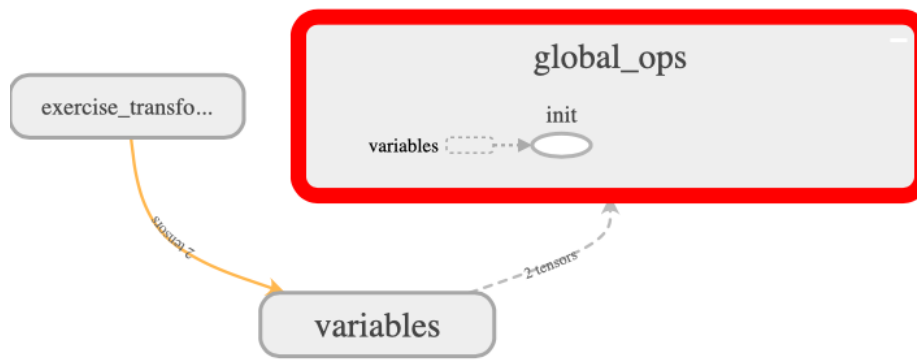 global_ops
exercise_transfo...
init
variables
2 tensors
2 tensors
variables